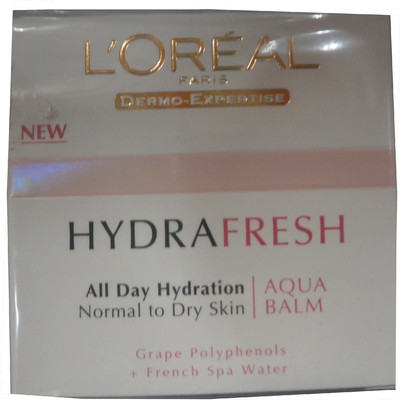 L'ORÉAL
PARIS
DERMO-EXPERTISE
NEW
HYDRAFRESH
All Day Hydration
Normal to Dry Skin
AQUA
BALM
Grape Polyphenols
+ French Spa Water